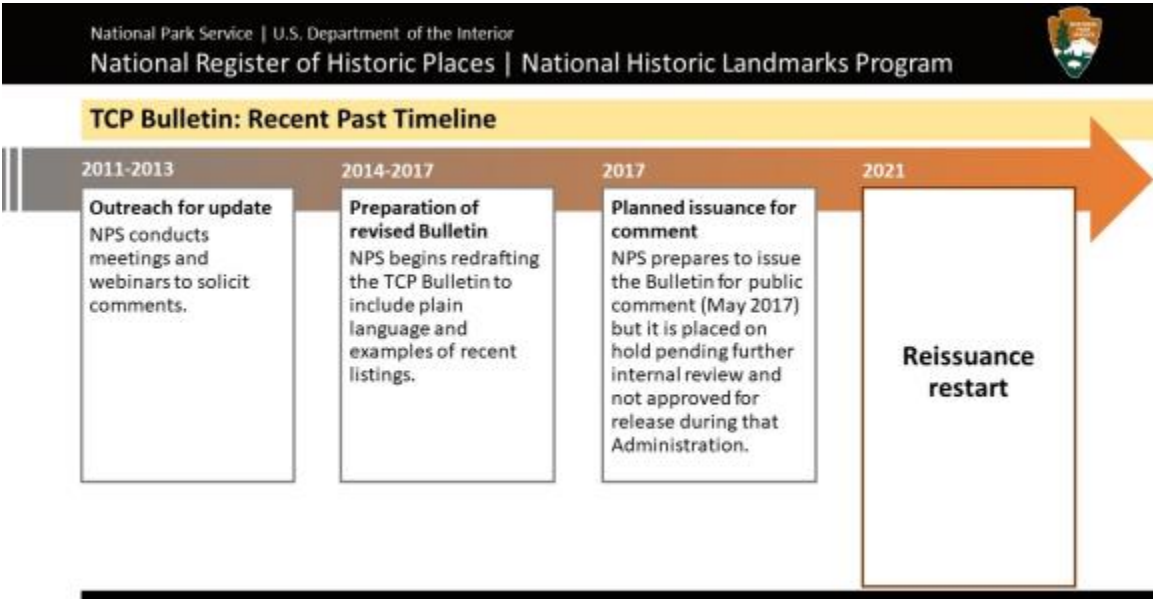 National Park Service | U.S. Department of the Interior
National Register of Historic Places | National Historic Landmarks Program
TCP Bulletin: Recent Past Timeline
2011-2013
Outreach for update
NPS conducts
meetings and
webinars to solicit
comments.
2014-2017
Preparation of
revised Bulletin
NPS begins redrafting
the TCP Bulletin to
include plain
language and
examples of recent
listings.
2017
Planned issuance for
comment
NPS prepares to issue
the Bulletin for public
comment (May 2017)
but it is placed on
hold pending further
internal review and
not approved for
release during that
Administration.
2021
Reissuance
restart